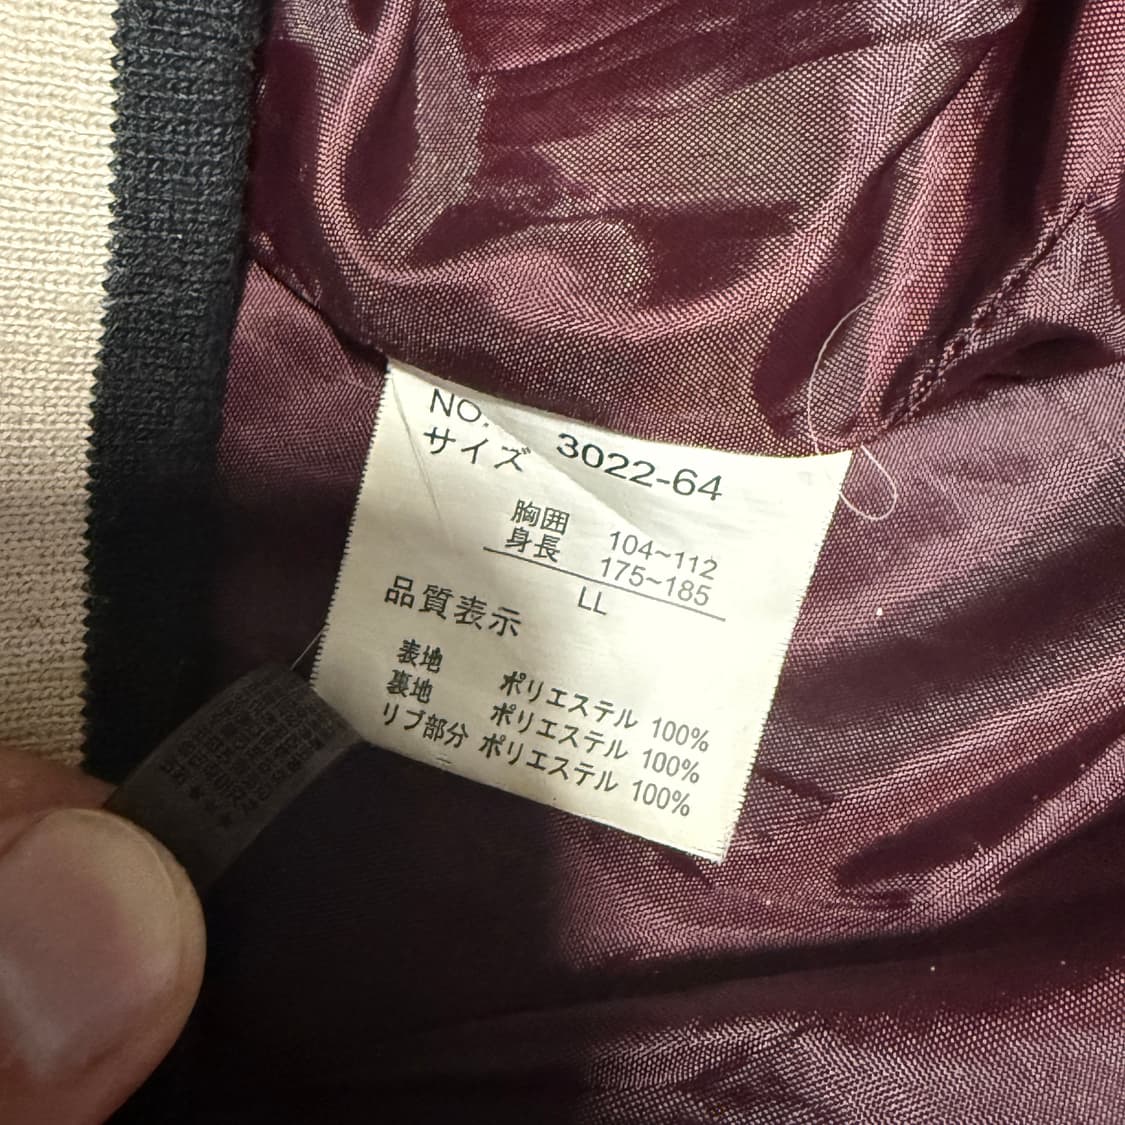 NO. 3022-64
サイズ
胸囲 104~112
身長 175~185
LL
品質表示
表地 ポリエステル 100%
裏地 ポリエステル 100%
リブ部分 ポリエステル 100%